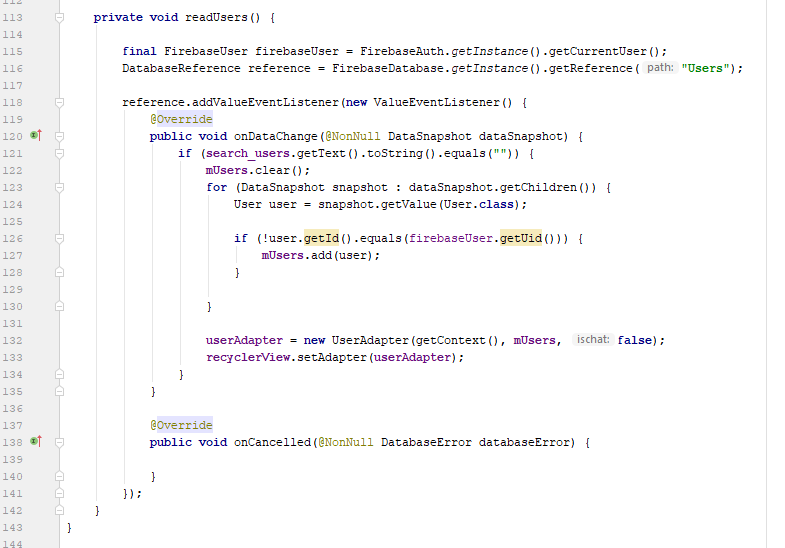 112
113 private void readUsers() {
114
115 final FirebaseUser firebaseUser = FirebaseAuth.getInstance().getCurrentUser();
116 DatabaseReference reference = FirebaseDatabase.getInstance().getReference( path: "Users");
117
118 reference.addValueEventListener(new ValueEventListener() {
119 @Override
120 public void onDataChange(@NonNull DataSnapshot dataSnapshot) {
121 if (search_users.getText().toString().equals("")) {
122 mUsers.clear();
123 for (DataSnapshot snapshot : dataSnapshot.getChildren()) {
124 User user = snapshot.getValue(User.class);
125
126 if (!user.getId().equals(firebaseUser.getUid())) {
127 mUsers.add(user);
128 }
129
130 }
131
132 userAdapter = new UserAdapter(getContext(), mUsers, ischat: false);
133 recyclerView.setAdapter(userAdapter);
134 }
135 }
136
137 @Override
138 public void onCancelled(@NonNull DatabaseError databaseError) {
139
140 }
141 });
142 }
143 }
144